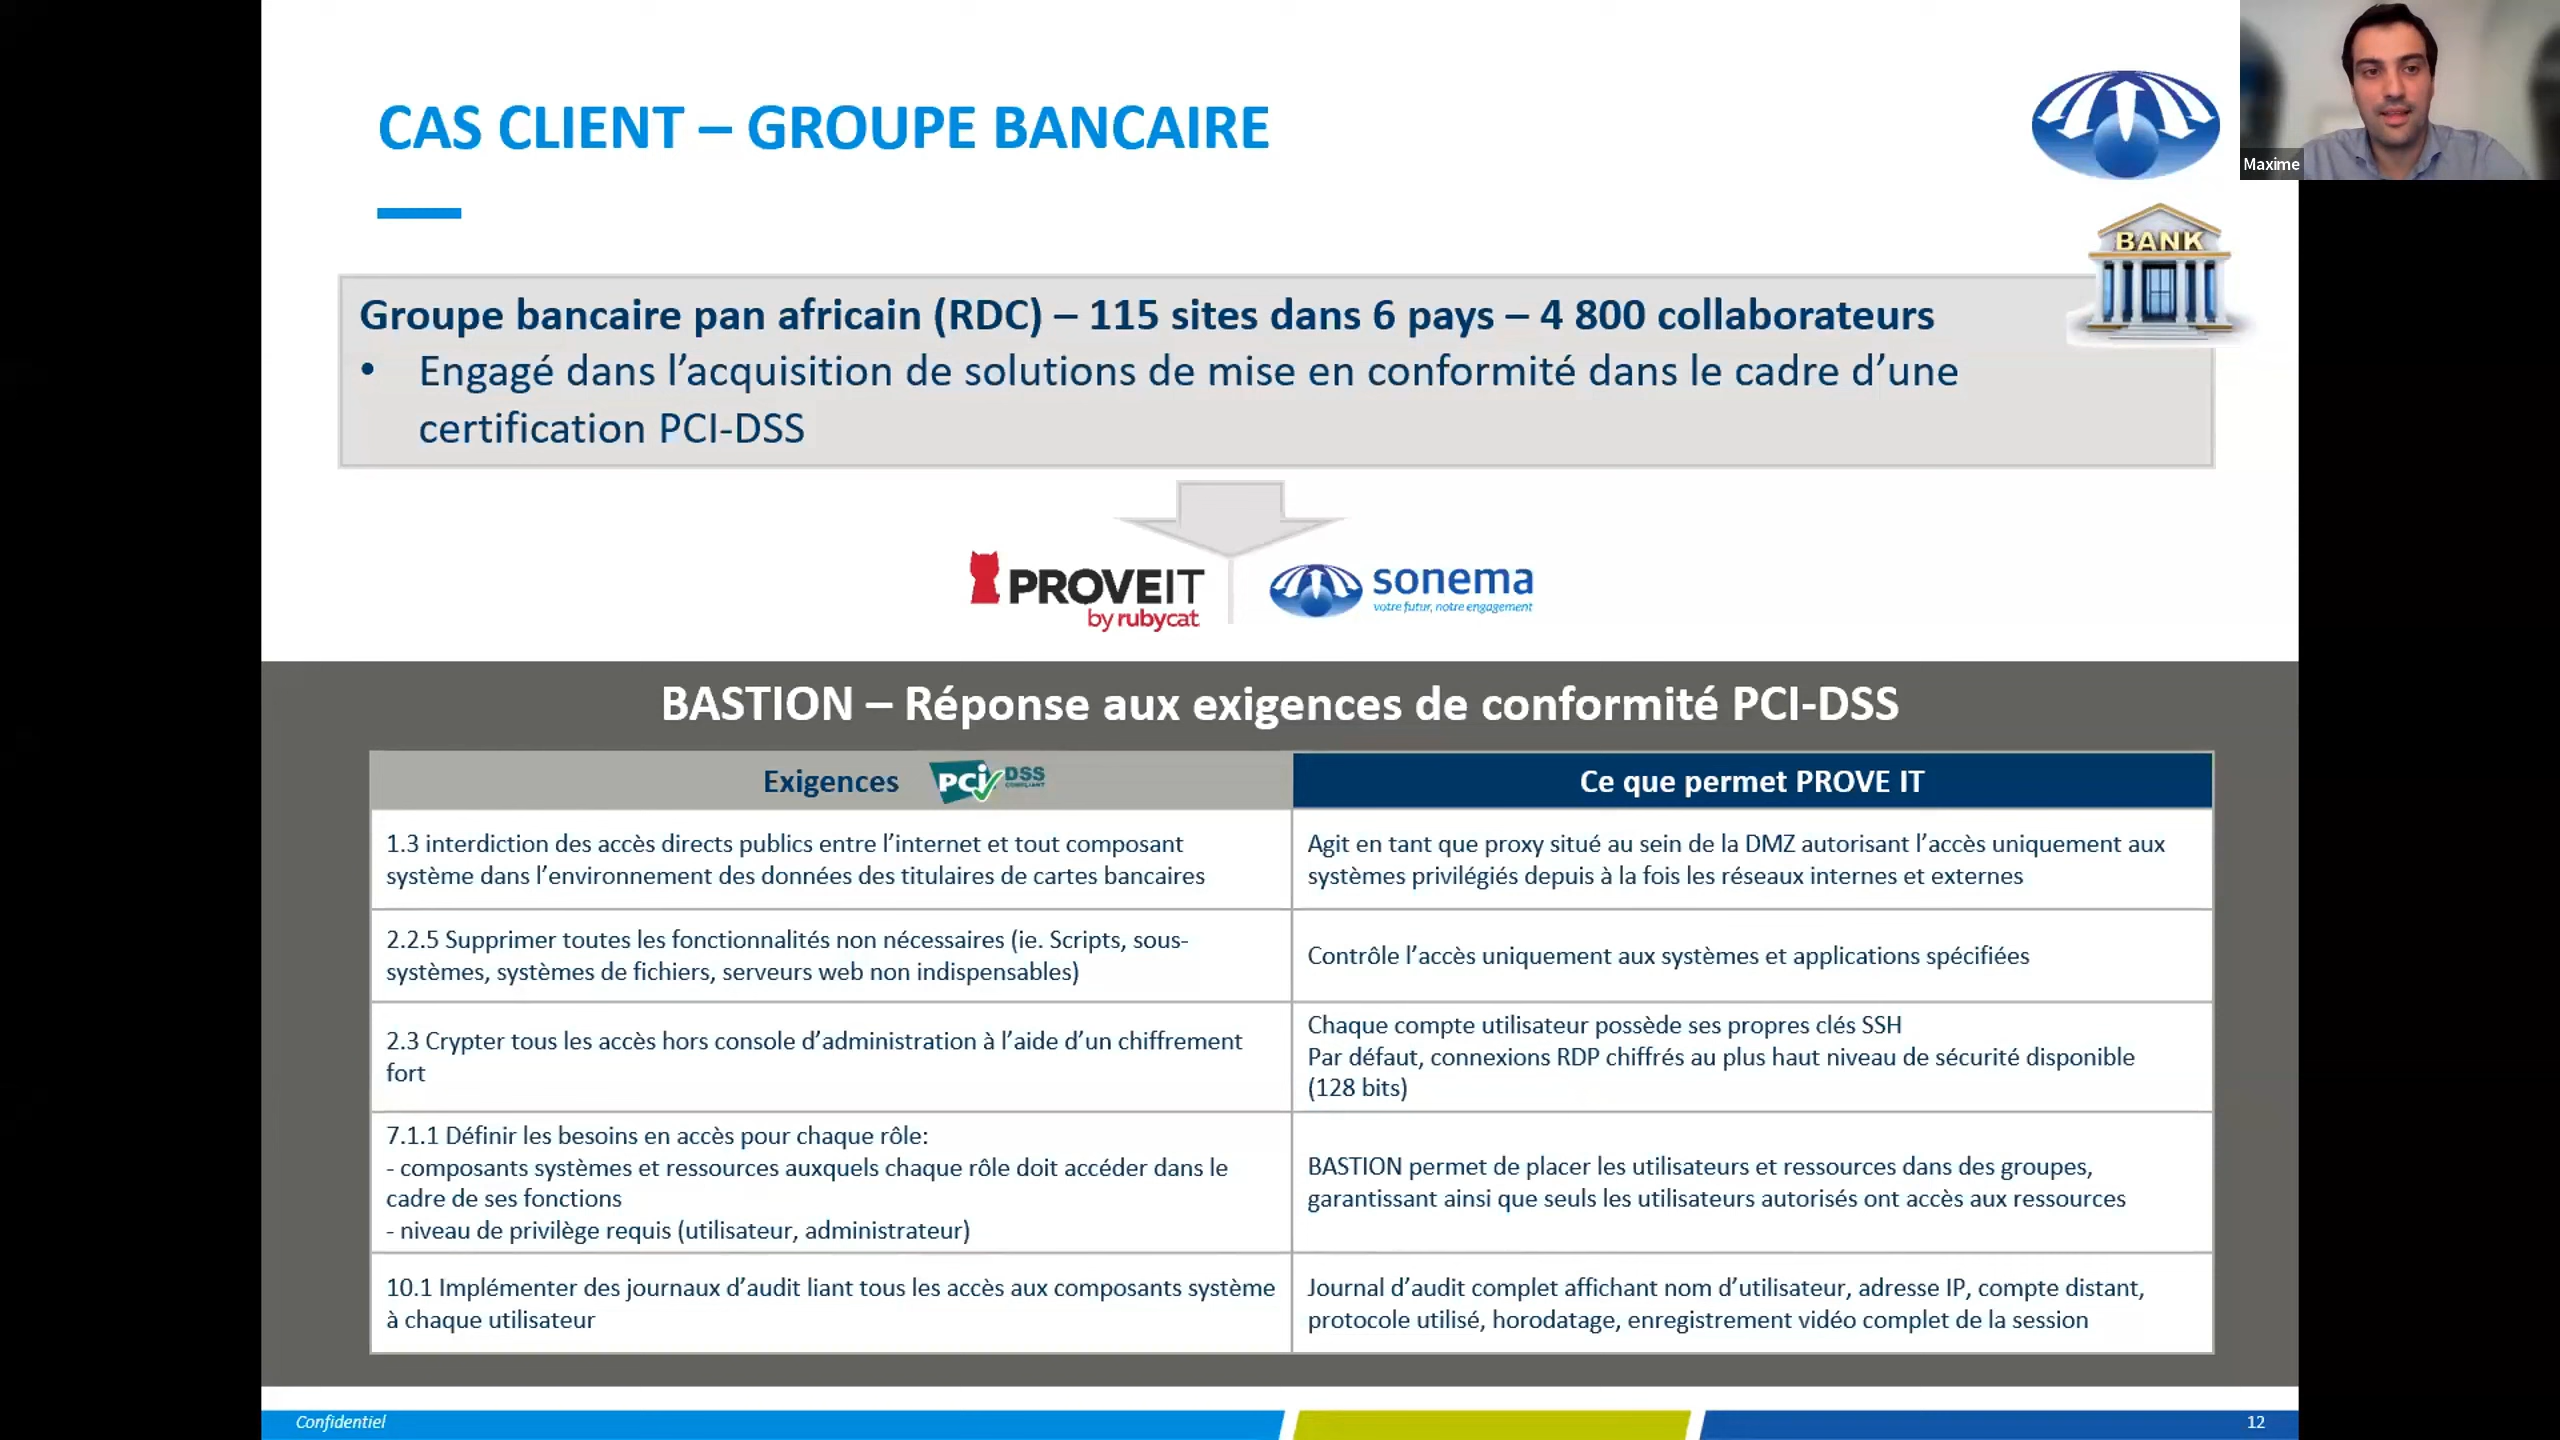 CAS CLIENT – GROUPE BANCAIRE
Maxime
BANK
Groupe bancaire pan africain (RDC) – 115 sites dans 6 pays – 4 800 collaborateurs
• Engagé dans l’acquisition de solutions de mise en conformité dans le cadre d’une
certification PCI-DSS
PROVEIT
by rubycat
sonema
votre futur, notre engagement
BASTION – Réponse aux exigences de conformité PCI-DSS
Exigences
PCi DSS
COMPLIANT
Ce que permet PROVE IT
1.3 interdiction des accès directs publics entre l’internet et tout composant
système dans l’environnement des données des titulaires de cartes bancaires
Agit en tant que proxy situé au sein de la DMZ autorisant l’accès uniquement aux
systèmes privilégiés depuis à la fois les réseaux internes et externes
2.2.5 Supprimer toutes les fonctionnalités non nécessaires (ie. Scripts, sous-
systèmes, systèmes de fichiers, serveurs web non indispensables)
Contrôle l’accès uniquement aux systèmes et applications spécifiées
2.3 Crypter tous les accès hors console d’administration à l’aide d’un chiffrement
fort
Chaque compte utilisateur possède ses propres clés SSH
Par défaut, connexions RDP chiffrés au plus haut niveau de sécurité disponible
(128 bits)
7.1.1 Définir les besoins en accès pour chaque rôle:
- composants systèmes et ressources auxquels chaque rôle doit accéder dans le
cadre de ses fonctions
- niveau de privilège requis (utilisateur, administrateur)
BASTION permet de placer les utilisateurs et ressources dans des groupes,
garantissant ainsi que seuls les utilisateurs autorisés ont accès aux ressources
10.1 Implémenter des journaux d’audit liant tous les accès aux composants système
à chaque utilisateur
Journal d’audit complet affichant nom d’utilisateur, adresse IP, compte distant,
protocole utilisé, horodatage, enregistrement vidéo complet de la session
Confidentiel
12